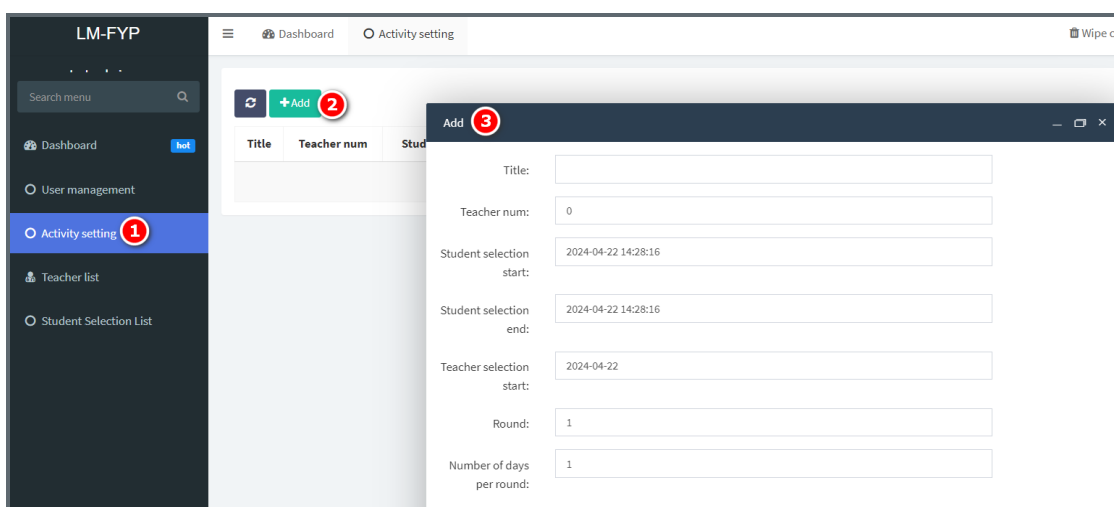 LM-FYP
Dashboard
Activity setting
Wipe
Search menu
Add
2
Add 3
Dashboard
hot
Title Teacher num Stud
Title:
User management
Teacher num:
0
Activity setting 1
Student selection
start:
2024-04-22 14:28:16
Teacher list
Student selection
end:
2024-04-22 14:28:16
Student Selection List
Teacher selection
start:
2024-04-22
Round:
1
Number of days
per round:
1